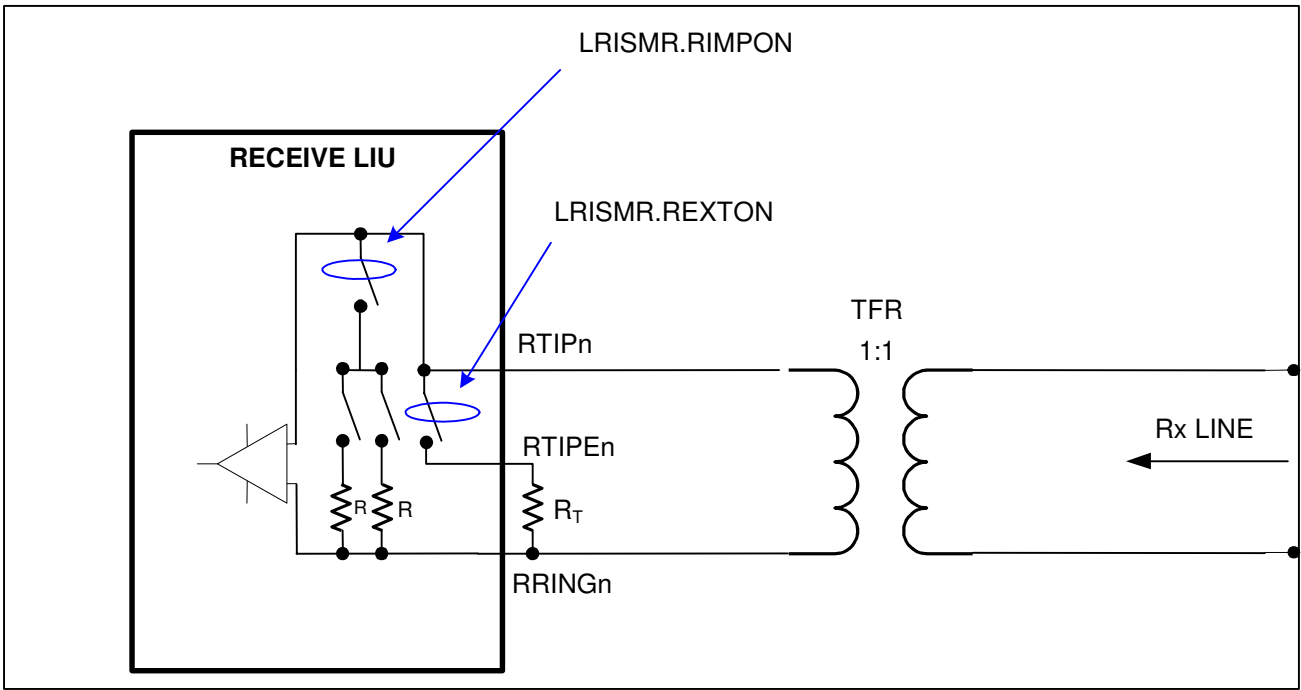 LRISMR.RIMPON
RECEIVE LIU
LRISMR.REXTON
TFR
1:1
RTIPn
Rx LINE
RTIPEn
R
R
RT
RRINGn